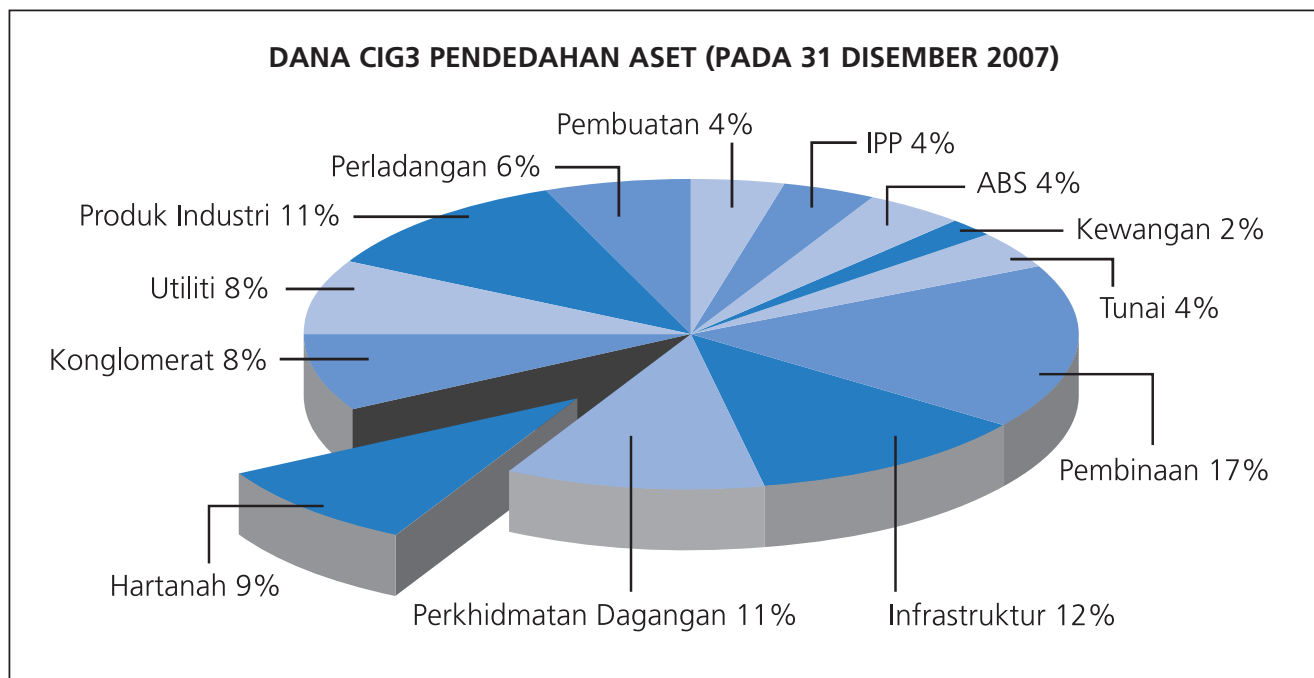 DANA CIG3 PENDEDAHAN ASET (PADA 31 DISEMBER 2007)
Pembuatan 4%
IPP 4%
Perladangan 6%
ABS 4%
Produk Industri 11%
Kewangan 2%
Utiliti 8%
Tunai 4%
Konglomerat 8%
Pembinaan 17%
Hartanah 9%
Perkhidmatan Dagangan 11%
Infrastruktur 12%